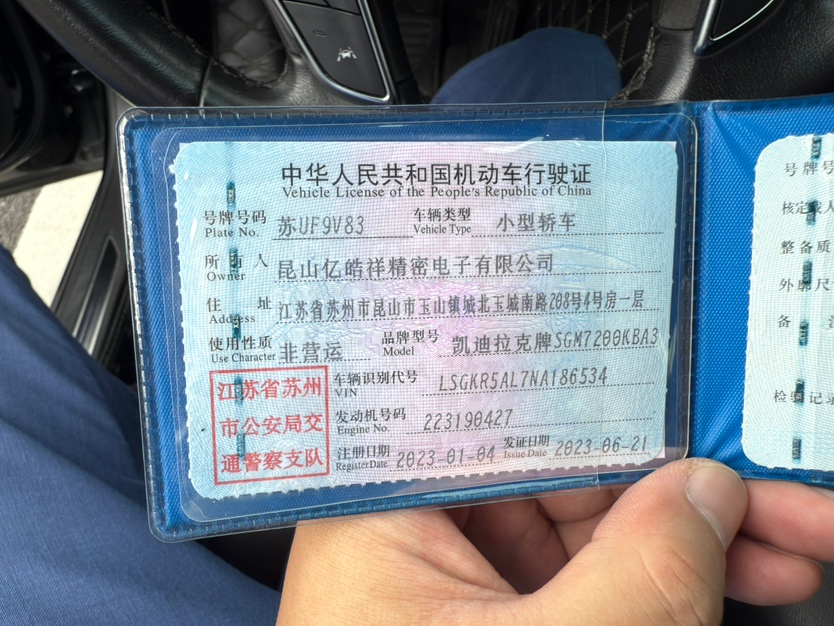 中华人民共和国机动车行驶证
Vehicle License of the People's Republic of China
号牌号码 苏UF9V83 车辆类型 小型轿车
Plate No. Vehicle Type
所有人 昆山亿皓祥精密电子有限公司
Owner
住址 江苏省苏州市昆山市玉山镇城北玉城南路208号4号房一层
Address
使用性质 非营运 品牌型号 凯迪拉克牌SGM7200KBA3
Use Character Model
江苏省苏州
市公安局交
通警察支队
车辆识别代号 LSGKR5AL7NA186534
VIN
发动机号码 223190427
Engine No.
注册日期 2023-01-04 发证日期 2023-06-21
Register Date Issue Date
号牌号
核定载人
整备质
外廓尺
备
检验记录